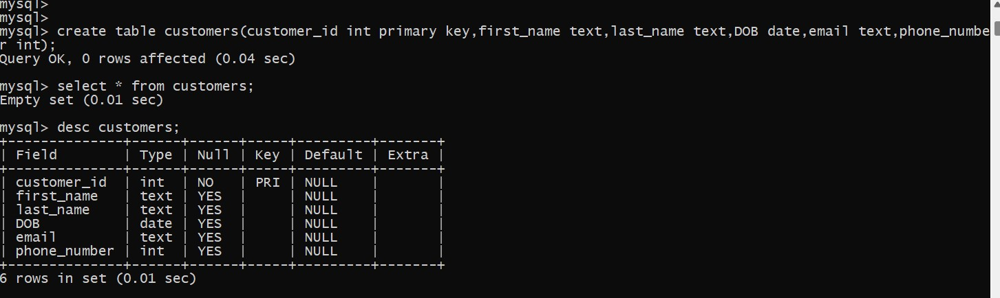 mysql>
mysql>
mysql> create table customers(customer_id int primary key,first_name text,last_name text,DOB date,email text,phone_numbe
r int);
Query OK, 0 rows affected (0.04 sec)
mysql> select * from customers;
Empty set (0.01 sec)
mysql> desc customers;
+--------------+------+------+-----+---------+-------+
| Field        | Type | Null | Key | Default | Extra |
+--------------+------+------+-----+---------+-------+
| customer_id  | int  | NO   | PRI | NULL    |       |
| first_name   | text | YES  |     | NULL    |       |
| last_name    | text | YES  |     | NULL    |       |
| DOB          | date | YES  |     | NULL    |       |
| email        | text | YES  |     | NULL    |       |
| phone_number | int  | YES  |     | NULL    |       |
+--------------+------+------+-----+---------+-------+
6 rows in set (0.01 sec)